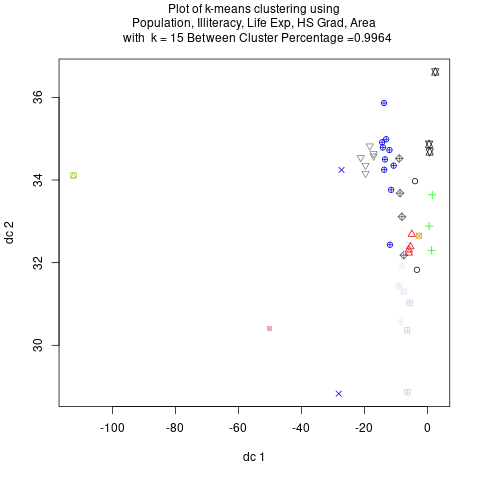 Plot of k-means clustering using
Population, Illiteracy, Life Exp, HS Grad, Area
with k = 15 Between Cluster Percentage =0.9964
36
34
32
30
dc 2
-100
-80
-60
-40
-20
0
dc 1